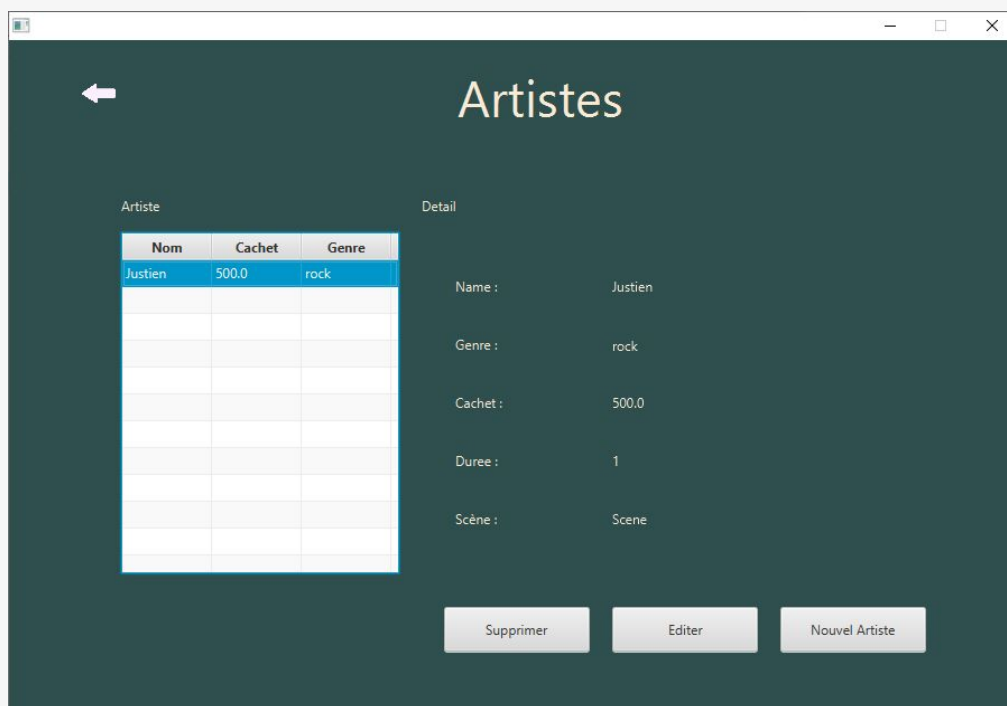 Artistes
Artiste
Nom Cachet Genre
Justien 500.0 rock
Detail
Name : Justien
Genre : rock
Cachet : 500.0
Duree : 1
Scène : Scene
Supprimer Editer Nouvel Artiste